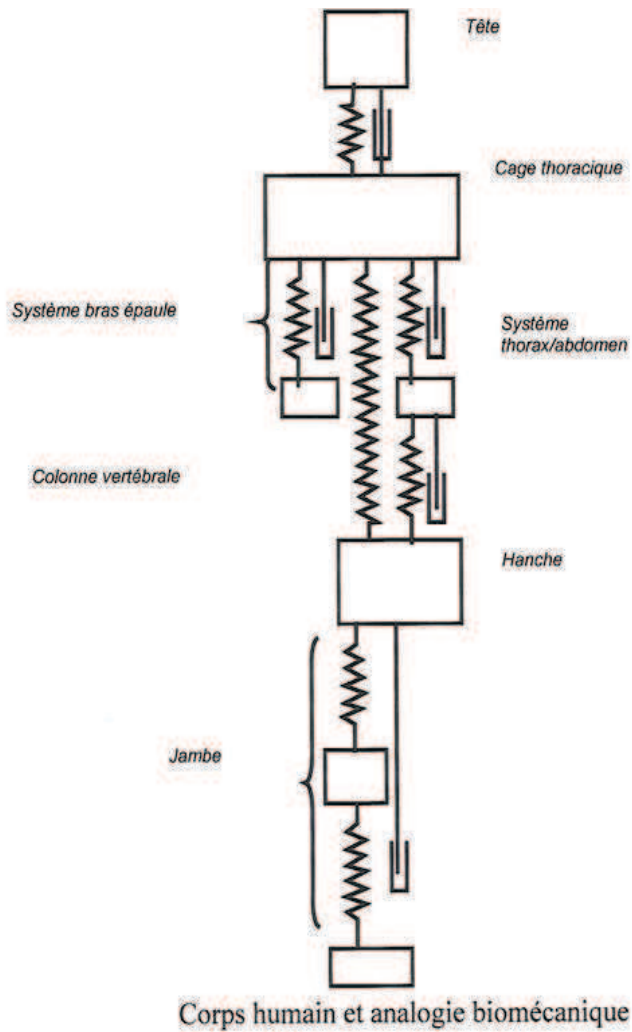 Tête
Cage thoracique
Système bras épaule
Système
thorax/abdomen
Colonne vertébrale
Hanche
Jambe
Corps humain et analogie biomécanique